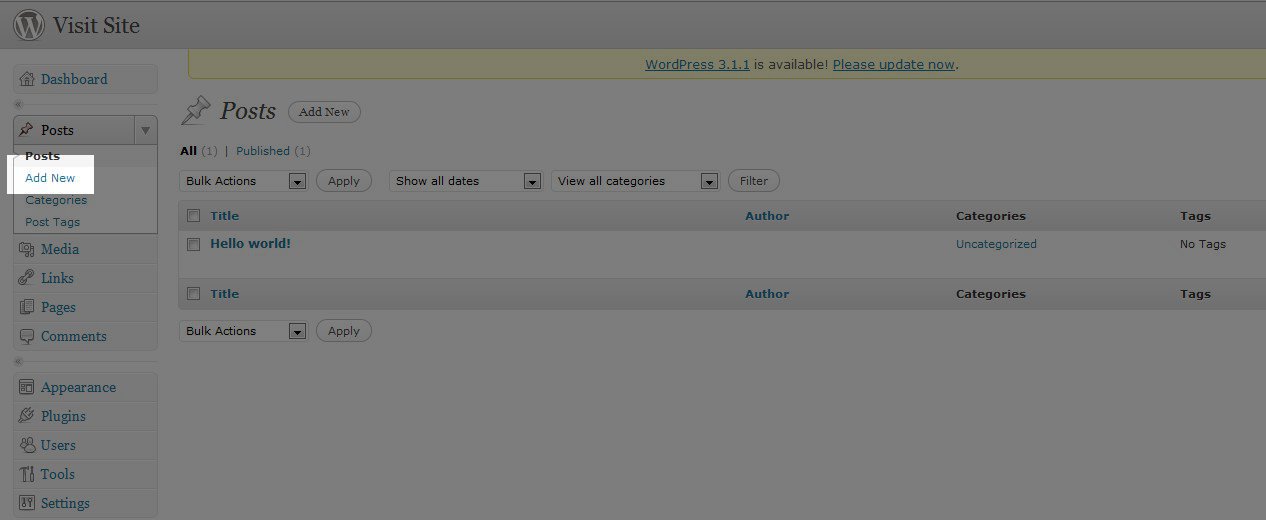 Visit Site
WordPress 3.1.1 is available! Please update now.
Dashboard
Posts
Posts
Add New
Categories
Post Tags
Media
Links
Pages
Comments
Appearance
Plugins
Users
Tools
Settings
Posts Add New
All (1) | Published (1)
Bulk Actions Apply Show all dates View all categories Filter
Title Author Categories Tags
Hello world! Uncategorized No Tags
Title Author Categories Tags
Bulk Actions Apply